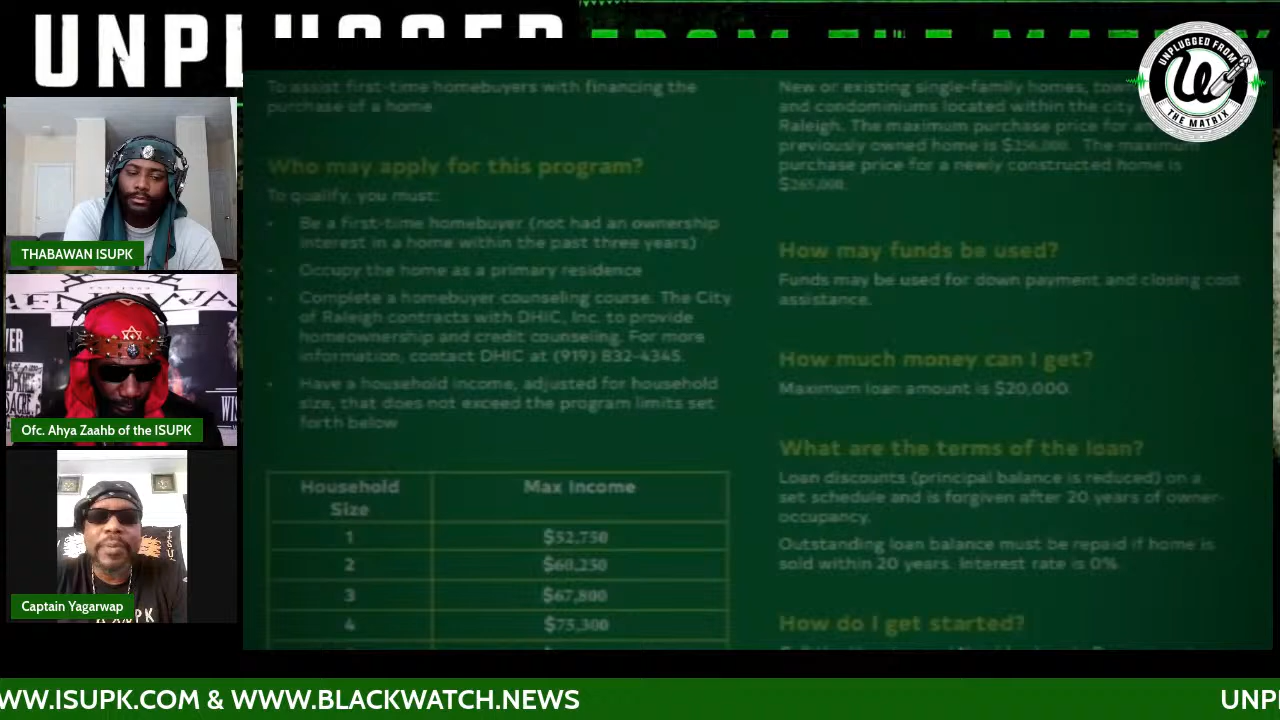 UNPLUGGED FROM THE MATRIX
UNPLUGGED FROM
THE MATRIX
THABAWAN ISUPK
Ofc. Ahya Zaahb of the ISUPK
Captain Yagarwap
To assist first-time homebuyers with financing the
purchase of a home
Who may apply for this program?
To qualify, you must:
• Be a first-time homebuyer (not had an ownership
interest in a home within the past three years)
• Occupy the home as a primary residence
• Complete a homebuyer counseling course. The City
of Raleigh contracts with DHIC, Inc. to provide
homeownership and credit counseling. For more
information, contact DHIC at (919) 832-4345.
• Have a household income, adjusted for household
size, that does not exceed the program limits set
forth below
Household Max Income
Size
1 $52,750
2 $60,250
3 $67,800
4 $75,300
New or existing single-family homes,
and condominiums located within the city
Raleigh. The maximum purchase price for
previously owned home is The maximum
purchase price for a newly constructed home is
How may funds be used?
Funds may be used for down payment and closing cost
assistance.
How much money can I get?
Maximum loan amount is $20,000.
What are the terms of the loan?
Loan discounts (principal balance is reduced) on a
set schedule and is forgiven after 20 years of owner-
occupancy.
Outstanding loan balance must be repaid if home is
sold within 20 years. Interest rate is 0%.
How do I get started?
WW.ISUPK.COM & WWW.BLACKWATCH.NEWS
UNPL